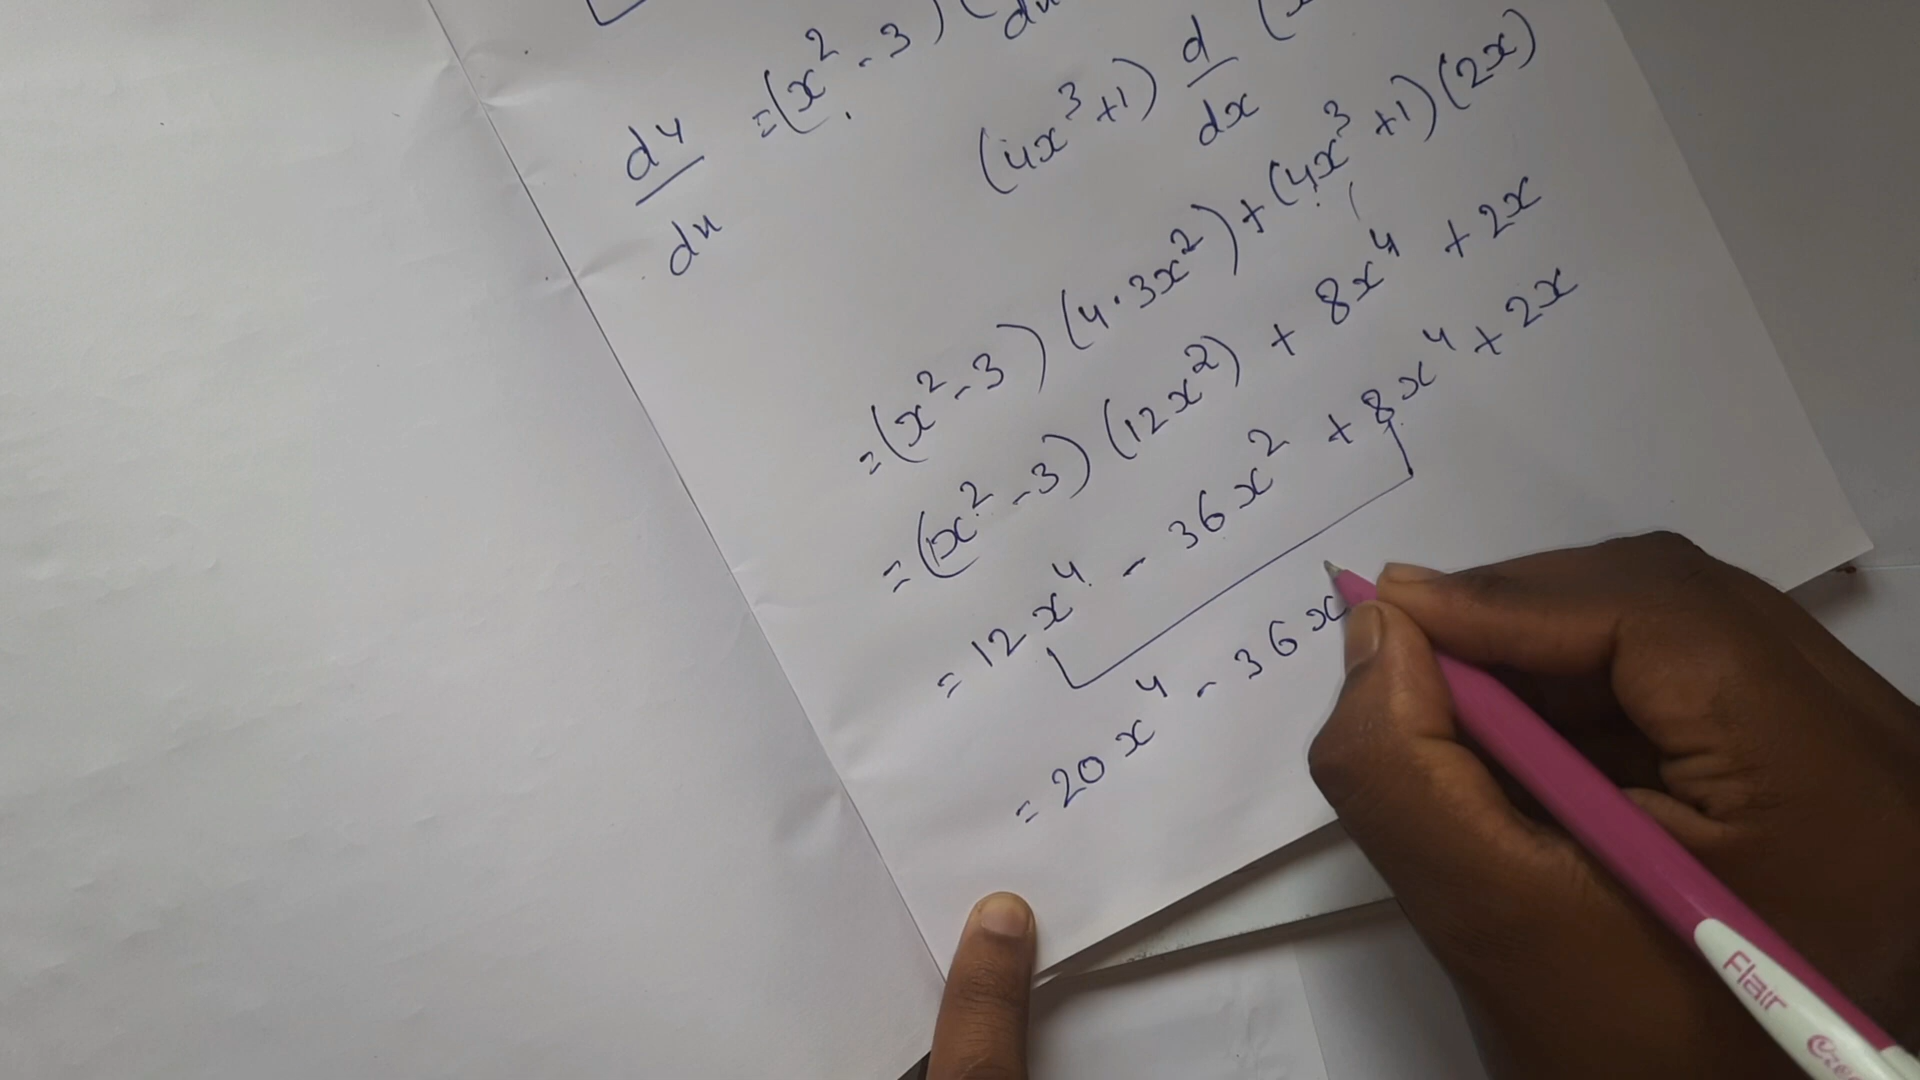 dy/dx =(x² - 3) (
(4x³+1) d/dx (
=(x²-3)(4·3x²)+(4x³+1)(2x)
=(x²-3)(12x²) + 8x⁴ + 2x
= 12x⁴ - 36x² + 8x⁴ + 2x
= 20x⁴ - 36x
Flair